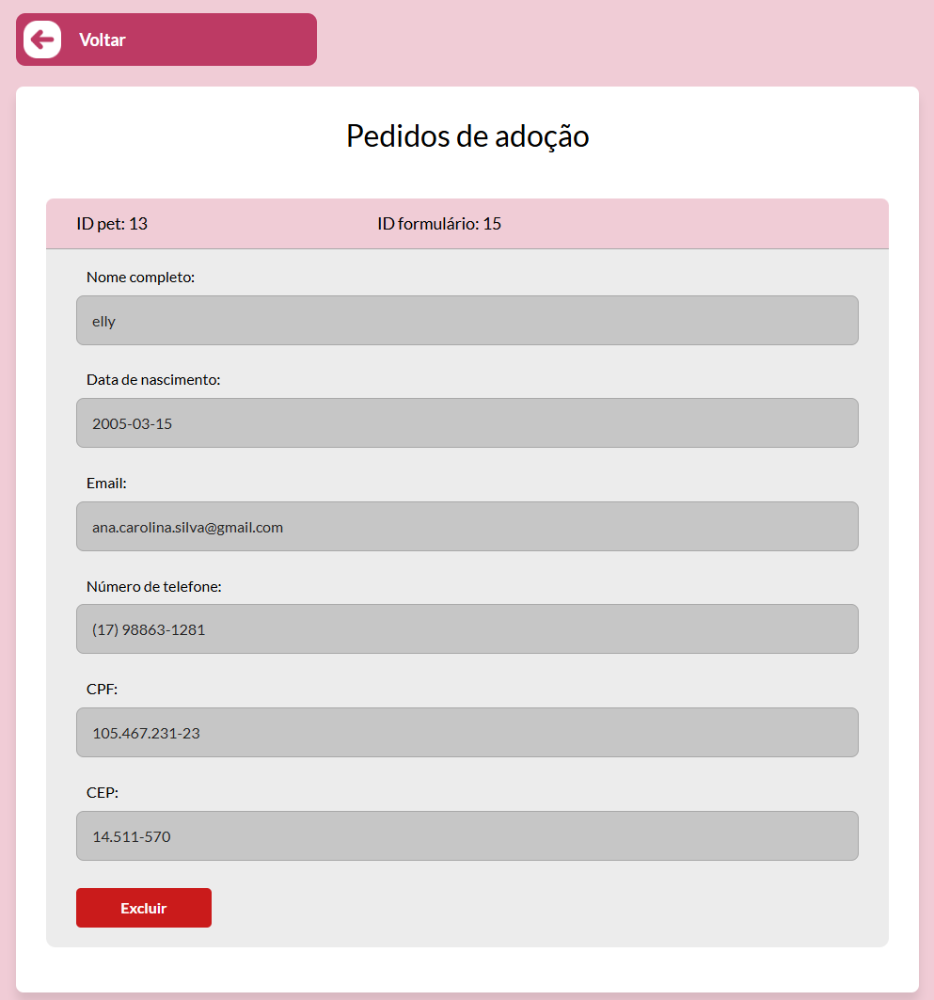 Voltar
Pedidos de adoção
ID pet: 13 ID formulário: 15
Nome completo:
elly
Data de nascimento:
2005-03-15
Email:
ana.carolina.silva@gmail.com
Número de telefone:
(17) 98863-1281
CPF:
105.467.231-23
CEP:
14.511-570
Excluir